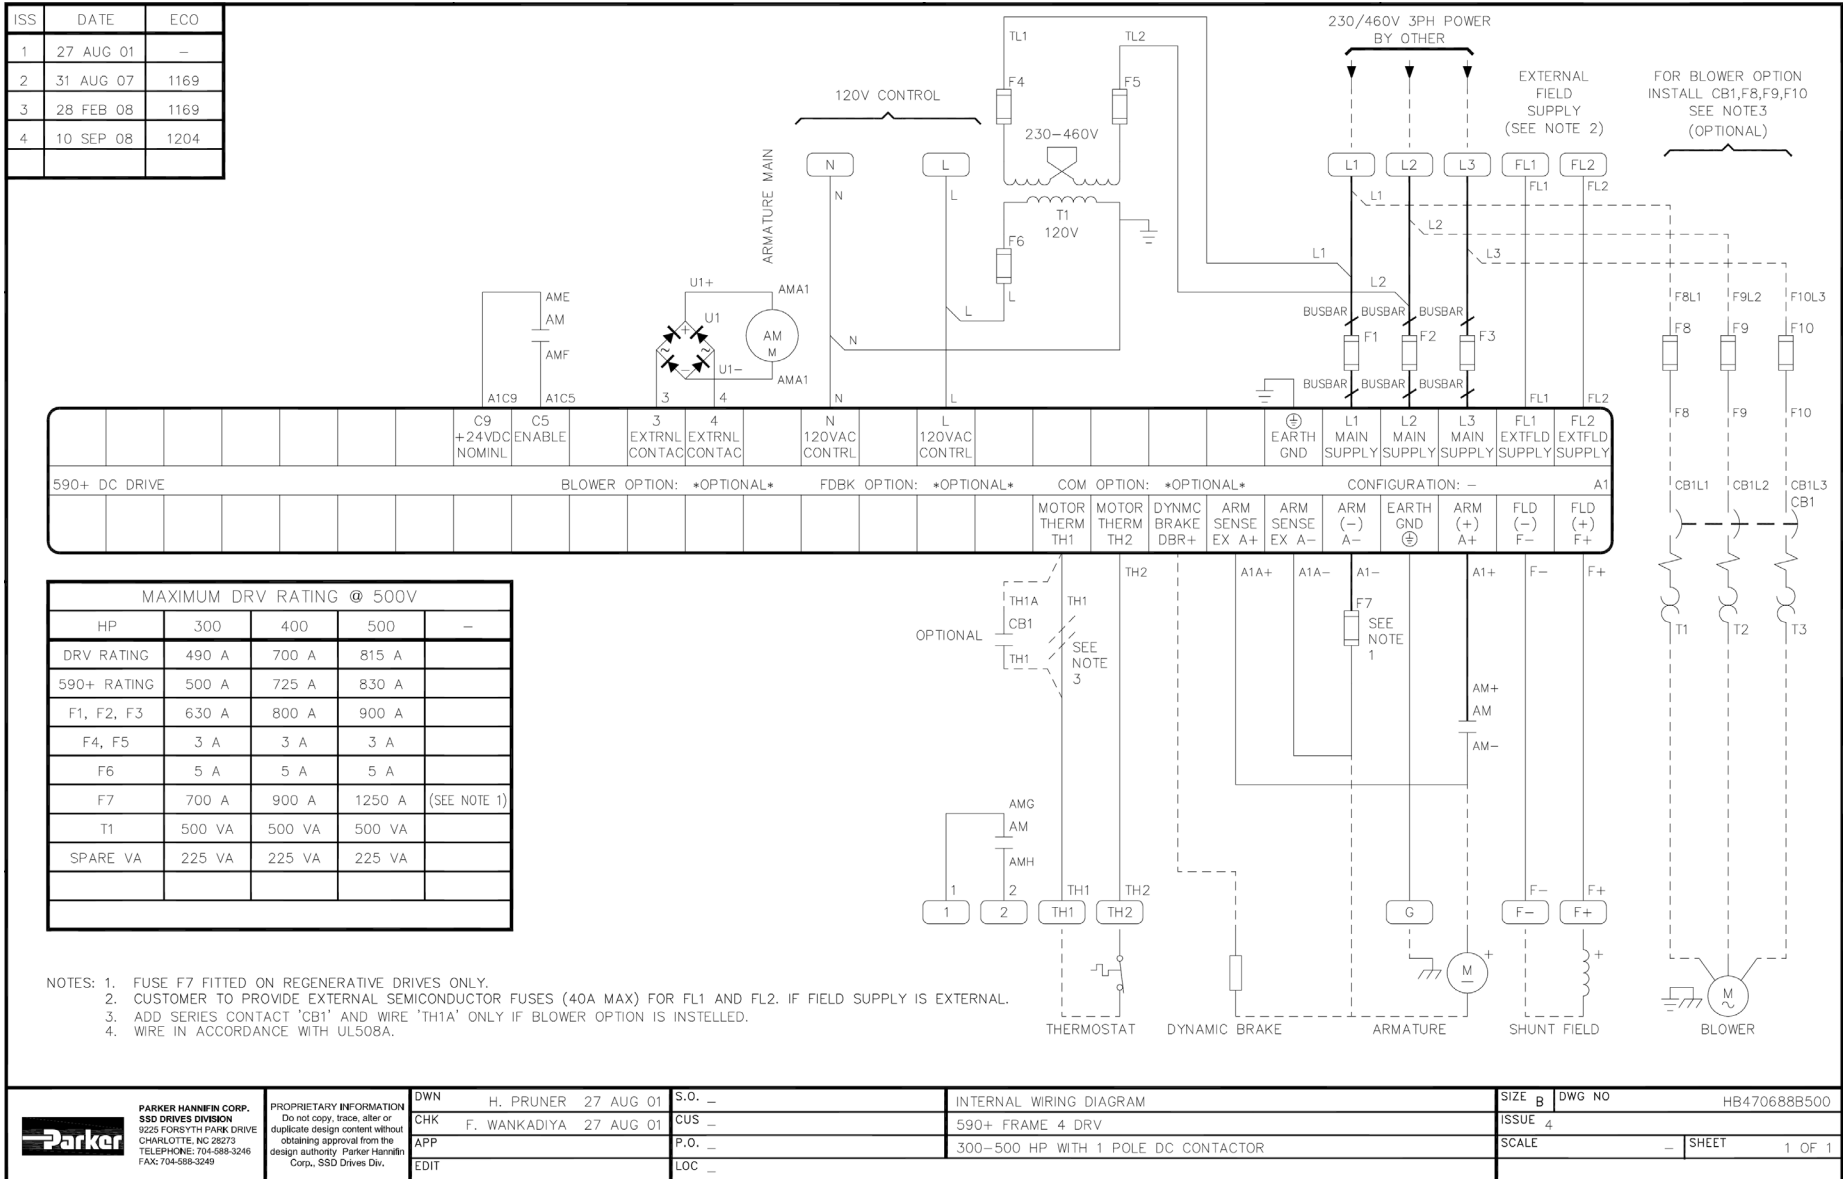 ISS DATE ECO
1 27 AUG 01 –
2 31 AUG 07 1169
3 28 FEB 08 1169
4 10 SEP 08 1204
230/460V 3PH POWER
BY OTHER
EXTERNAL
FIELD
SUPPLY
(SEE NOTE 2)
FOR BLOWER OPTION
INSTALL CB1,F8,F9,F10
SEE NOTE3
(OPTIONAL)
TL1 TL2
F4 F5
120V CONTROL
230–460V
N L
L1 L2 L3 FL1 FL2
FL1 FL2
N L
L1
L2
L3
T1
120V
F6
L
L
N
ARMATURE MAIN
L1
L2
BUSBAR BUSBAR BUSBAR
F1 F2 F3
BUSBAR BUSBAR BUSBAR
F8L1 F9L2 F10L3
F8 F9 F10
AME
AM
AMF
U1+
AMA1
U1
+
~ ~
–
U1–
AM
M
AMA1
A1C9 A1C5 3 4 N L FL1 FL2
F8 F9 F10
C9
+24VDC
NOMINL
C5
ENABLE
3
EXTRNL
CONTAC
4
EXTRNL
CONTAC
N
120VAC
CONTRL
L
120VAC
CONTRL
EARTH
GND
L1
MAIN
SUPPLY
L2
MAIN
SUPPLY
L3
MAIN
SUPPLY
FL1
EXTFLD
SUPPLY
FL2
EXTFLD
SUPPLY
590+ DC DRIVE BLOWER OPTION: *OPTIONAL* FDBK OPTION: *OPTIONAL* COM OPTION: *OPTIONAL* CONFIGURATION: – A1
MOTOR
THERM
TH1
MOTOR
THERM
TH2
DYNMC
BRAKE
DBR+
ARM
SENSE
EX A+
ARM
SENSE
EX A–
ARM
(–)
A–
EARTH
GND
ARM
(+)
A+
FLD
(–)
F–
FLD
(+)
F+
CB1L1 CB1L2 CB1L3
CB1
T1 T2 T3
TH2 A1A+ A1A– A1– A1+ F– F+
TH1A TH1
CB1
OPTIONAL
TH1
SEE
NOTE
3
F7
SEE
NOTE
1
AM+
AM
AM–
AMG
AM
AMH
1 2 TH1 TH2 F– F+
1 2 TH1 TH2 G F– F+
M
–
+
+
M
~
THERMOSTAT DYNAMIC BRAKE ARMATURE SHUNT FIELD BLOWER
MAXIMUM DRV RATING @ 500V
HP 300 400 500 –
DRV RATING 490 A 700 A 815 A
590+ RATING 500 A 725 A 830 A
F1, F2, F3 630 A 800 A 900 A
F4, F5 3 A 3 A 3 A
F6 5 A 5 A 5 A
F7 700 A 900 A 1250 A (SEE NOTE 1)
T1 500 VA 500 VA 500 VA
SPARE VA 225 VA 225 VA 225 VA
NOTES: 1. FUSE F7 FITTED ON REGENERATIVE DRIVES ONLY.
2. CUSTOMER TO PROVIDE EXTERNAL SEMICONDUCTOR FUSES (40A MAX) FOR FL1 AND FL2. IF FIELD SUPPLY IS EXTERNAL.
3. ADD SERIES CONTACT 'CB1' AND WIRE 'TH1A' ONLY IF BLOWER OPTION IS INSTELLED.
4. WIRE IN ACCORDANCE WITH UL508A.
Parker
PARKER HANNIFIN CORP.
SSD DRIVES DIVISION
9225 FORSYTH PARK DRIVE
CHARLOTTE, NC 28273
TELEPHONE: 704-588-3246
FAX: 704-588-3249
PROPRIETARY INFORMATION
Do not copy, trace, alter or
duplicate design content without
obtaining approval from the
design authority Parker Hannifin
Corp., SSD Drives Div.
DWN H. PRUNER 27 AUG 01
CHK F. WANKADIYA 27 AUG 01
APP
EDIT
S.O. –
CUS –
P.O. –
LOC –
INTERNAL WIRING DIAGRAM
590+ FRAME 4 DRV
300–500 HP WITH 1 POLE DC CONTACTOR
SIZE B DWG NO HB470688B500
ISSUE 4
SCALE – SHEET 1 OF 1